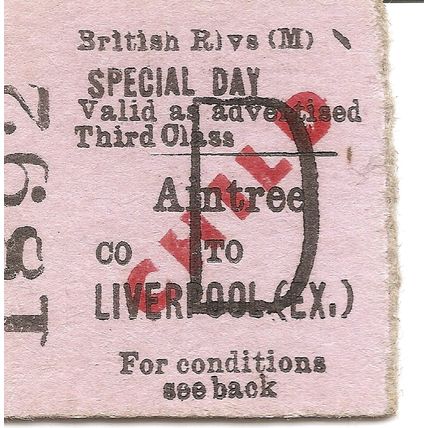 British Rlys (M)
SPECIAL DAY
Valid as advertised
Third Class
Aintree
CO TO
LIVERPOOL (EX.)
For conditions
see back
CHILD
D
1892